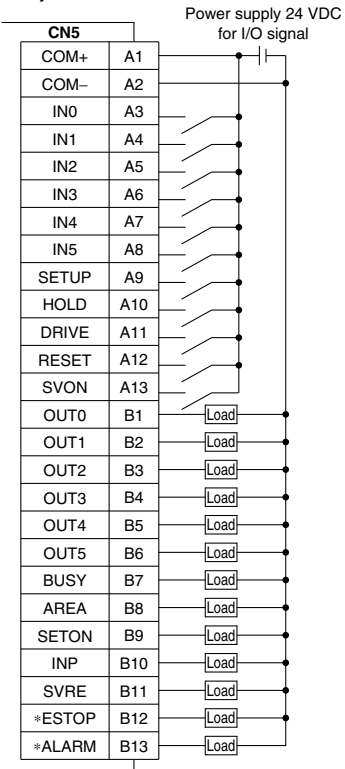 Power supply 24 VDC
for I/O signal
CN5
COM+ A1
COM− A2
IN0 A3
IN1 A4
IN2 A5
IN3 A6
IN4 A7
IN5 A8
SETUP A9
HOLD A10
DRIVE A11
RESET A12
SVON A13
OUT0 B1 Load
OUT1 B2 Load
OUT2 B3 Load
OUT3 B4 Load
OUT4 B5 Load
OUT5 B6 Load
BUSY B7 Load
AREA B8 Load
SETON B9 Load
INP B10 Load
SVRE B11 Load
∗ESTOP B12 Load
∗ALARM B13 Load